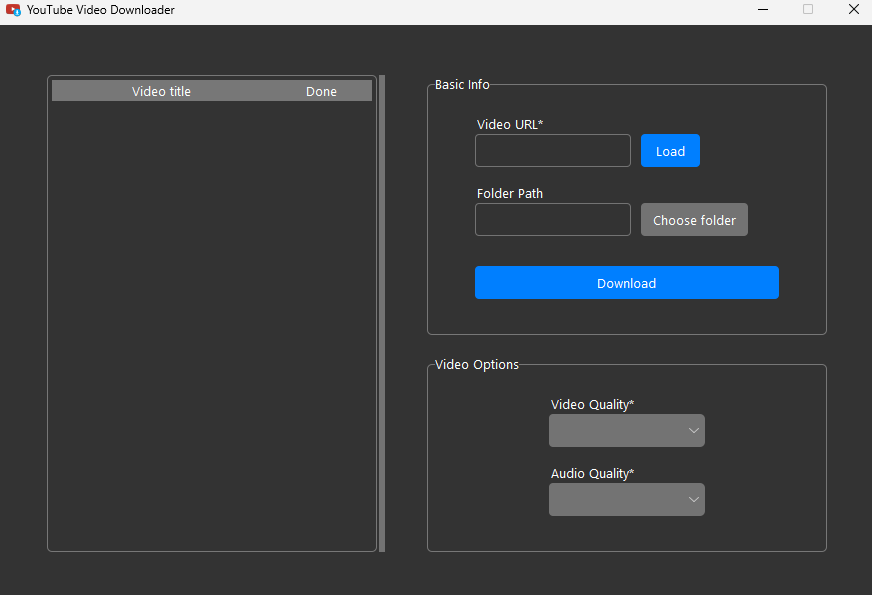 YouTube Video Downloader
Video title Done
Basic Info
Video URL*
Load
Folder Path
Choose folder
Download
Video Options
Video Quality*
Audio Quality*